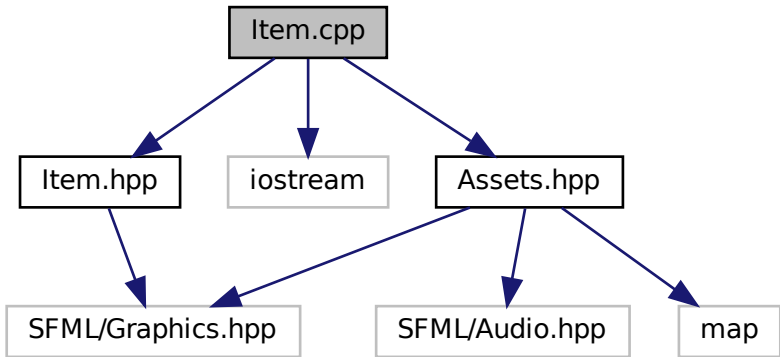 Item.cpp
Item.hpp
iostream
Assets.hpp
SFML/Graphics.hpp
SFML/Audio.hpp
map